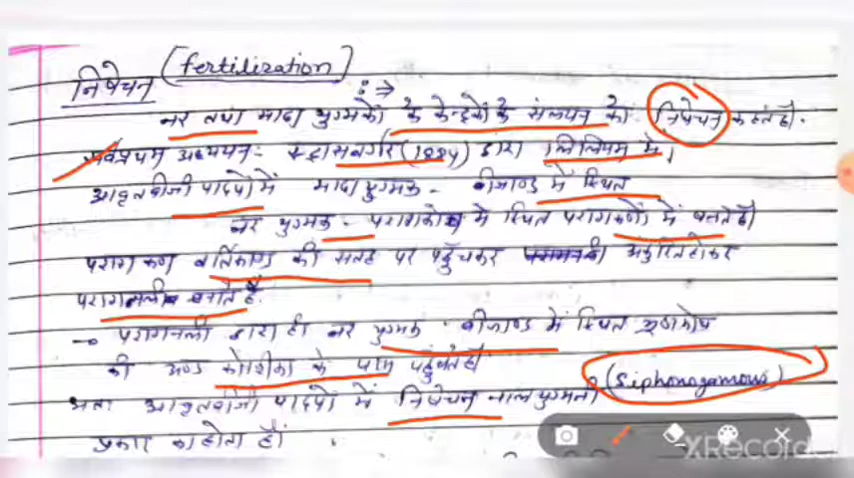 निषेचन (fertilization)
:⇒
नर तथा मादा युग्मकों के केन्द्रकों के संलयन को निषेचन कहते है।
सर्वप्रथम अध्ययन:- स्ट्रासबर्गर (1884) द्वारा में।
आवृतबीजी पादपों में मादा युग्मक - बीजाण्ड में स्थित
नर युग्मक - परागकोष में स्थित परागकणों में बनते है।
पराग कण वर्तिकाग्र की सतह पर पहुँचकर अंकुरित होकर
परागनली बनाते है.
→ परागनली द्वारा ही नर युग्मक बीजाण्ड में स्थित भ्रूणकोष
की अण्ड कोशिका के पास पहुंचते है।
अतः आवृतबीजी पादपों में निषेचन नालयुग्मनी (Siphonogamous)
प्रकार का होता है।
XRecorder